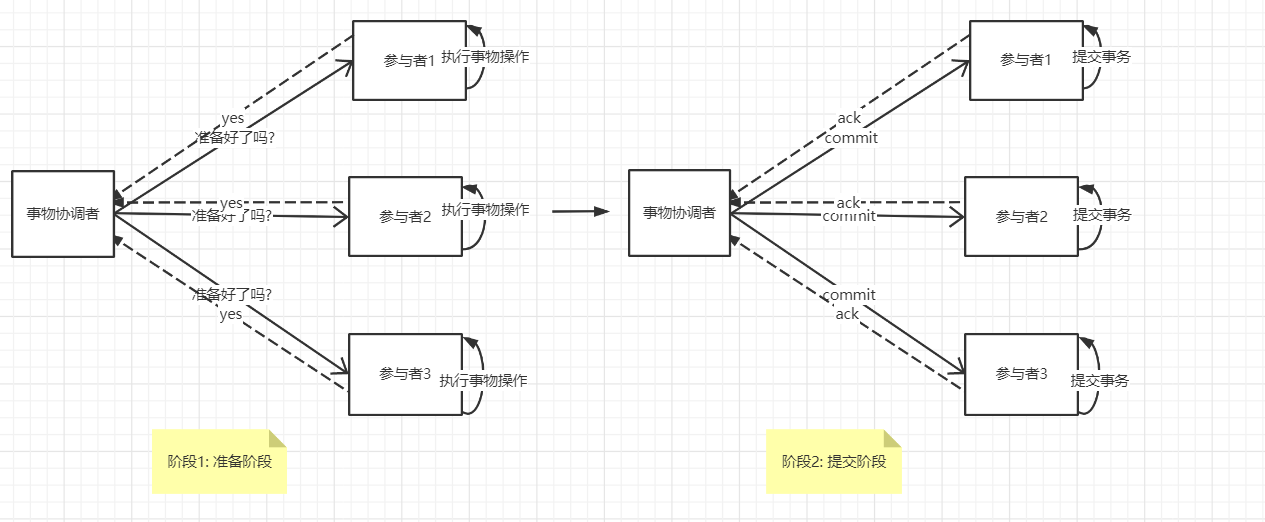 参与者1
执行事物操作
yes
准备好了吗?
事物协调者
yes
准备好了吗?
参与者2
执行事物操作
准备好了吗?
yes
参与者3
执行事物操作
阶段1: 准备阶段
参与者1
提交事务
ack
commit
事物协调者
ack
commit
参与者2
提交事务
commit
ack
参与者3
提交事务
阶段2: 提交阶段